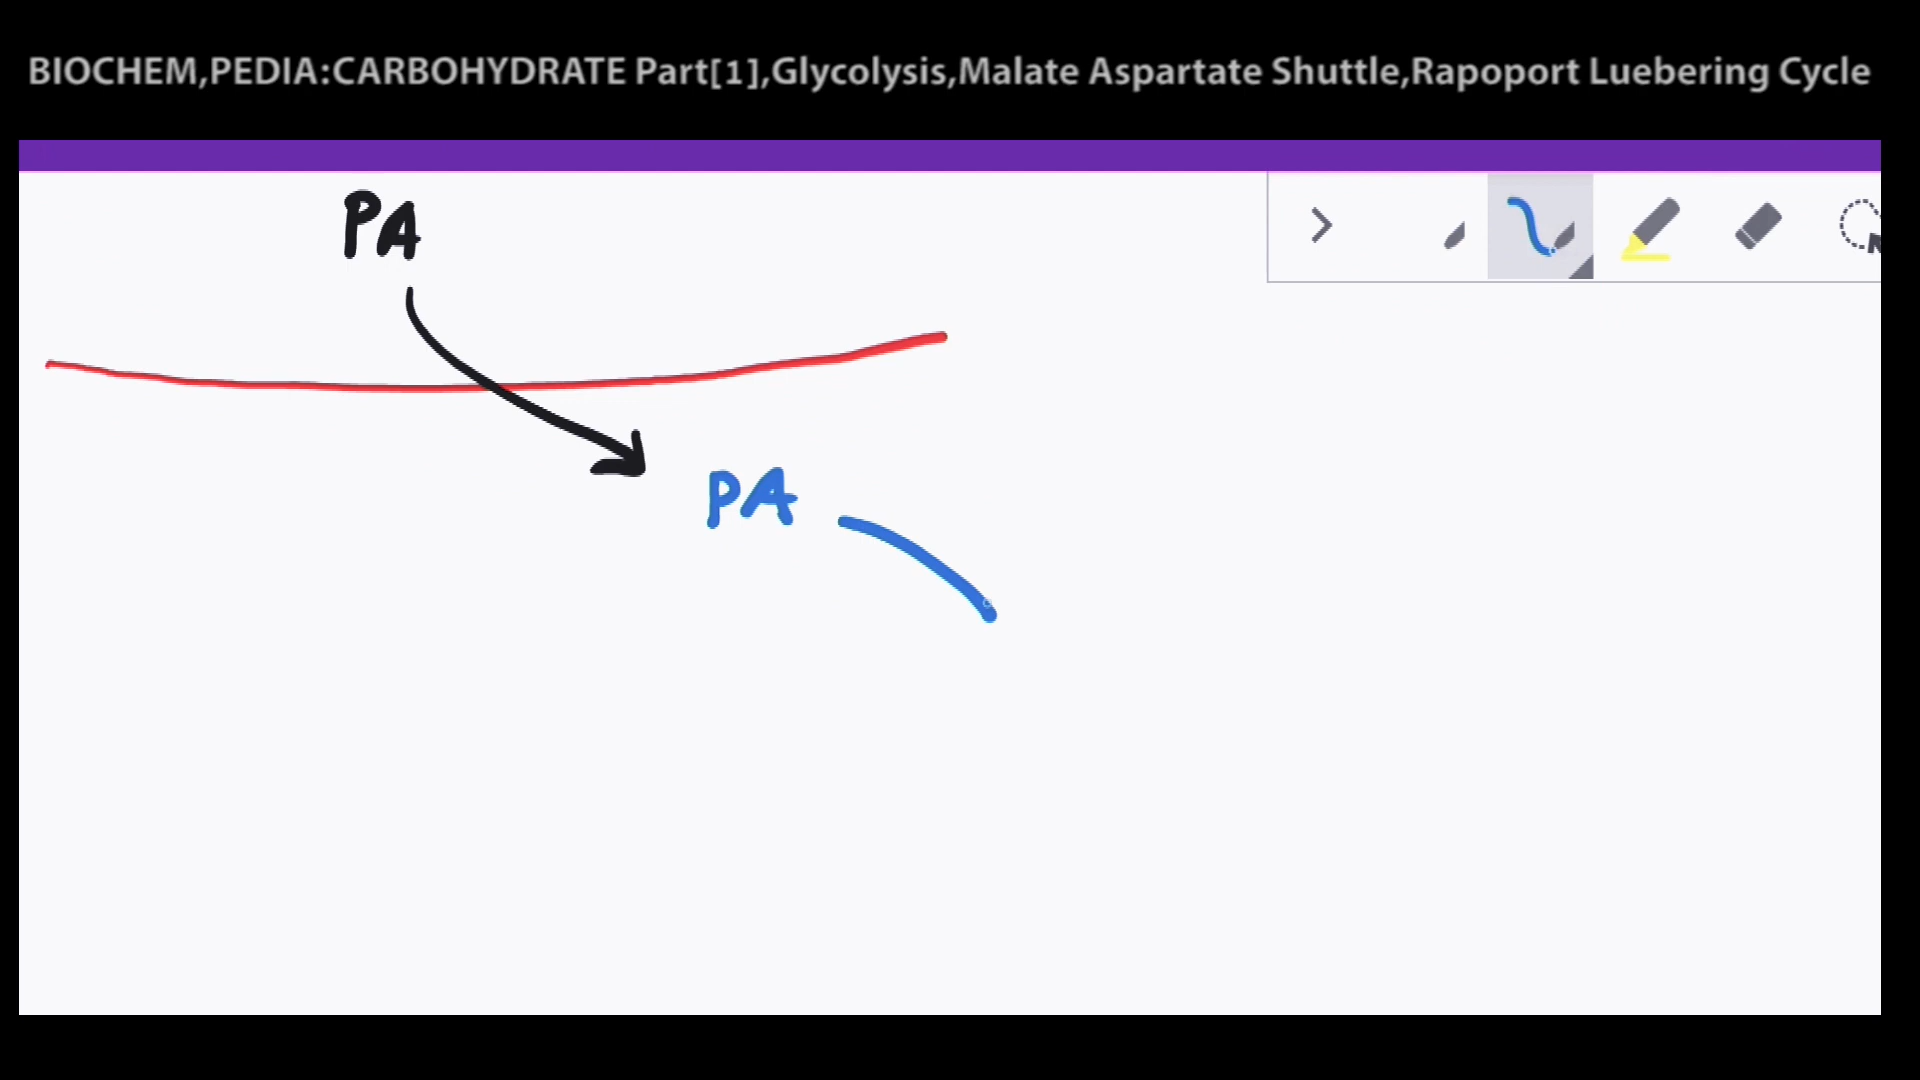 BIOCHEM,PEDIA:CARBOHYDRATE Part[1],Glycolysis,Malate Aspartate Shuttle,Rapoport Luebering Cycle
PA
PA